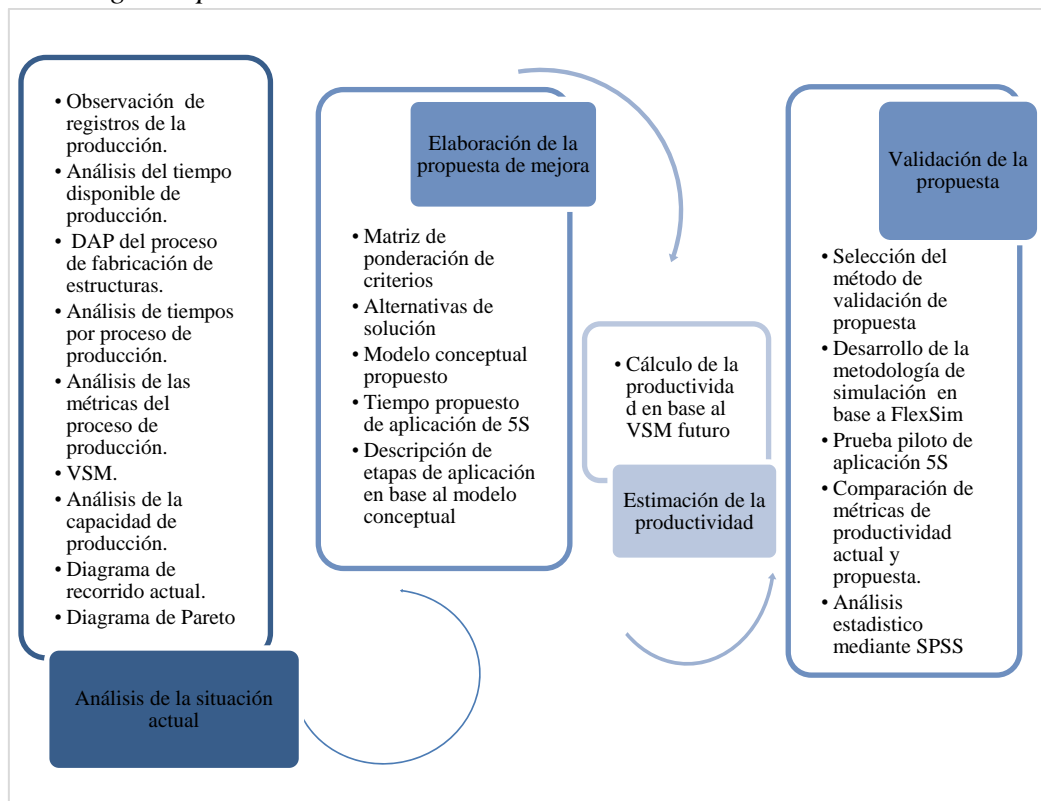 • Observación de
registros de la
producción.
• Análisis del tiempo
disponible de
producción.
• DAP del proceso
de fabricación de
estructuras.
• Análisis de tiempos
por proceso de
producción.
• Análisis de las
métricas del
proceso de
producción.
• VSM.
• Análisis de la
capacidad de
producción.
• Diagrama de
recorrido actual.
• Diagrama de Pareto
Análisis de la situación
actual
Elaboración de la
propuesta de mejora
• Matriz de
ponderación de
criterios
• Alternativas de
solución
• Modelo conceptual
propuesto
• Tiempo propuesto
de aplicación de 5S
• Descripción de
etapas de aplicación
en base al modelo
conceptual
• Cálculo de la
productivida
d en base al
VSM futuro
Estimación de la
productividad
Validación de la
propuesta
• Selección del
método de
validación de
propuesta
• Desarrollo de la
metodología de
simulación en
base a FlexSim
• Prueba piloto de
aplicación 5S
• Comparación de
métricas de
productividad
actual y
propuesta.
• Análisis
estadistico
mediante SPSS